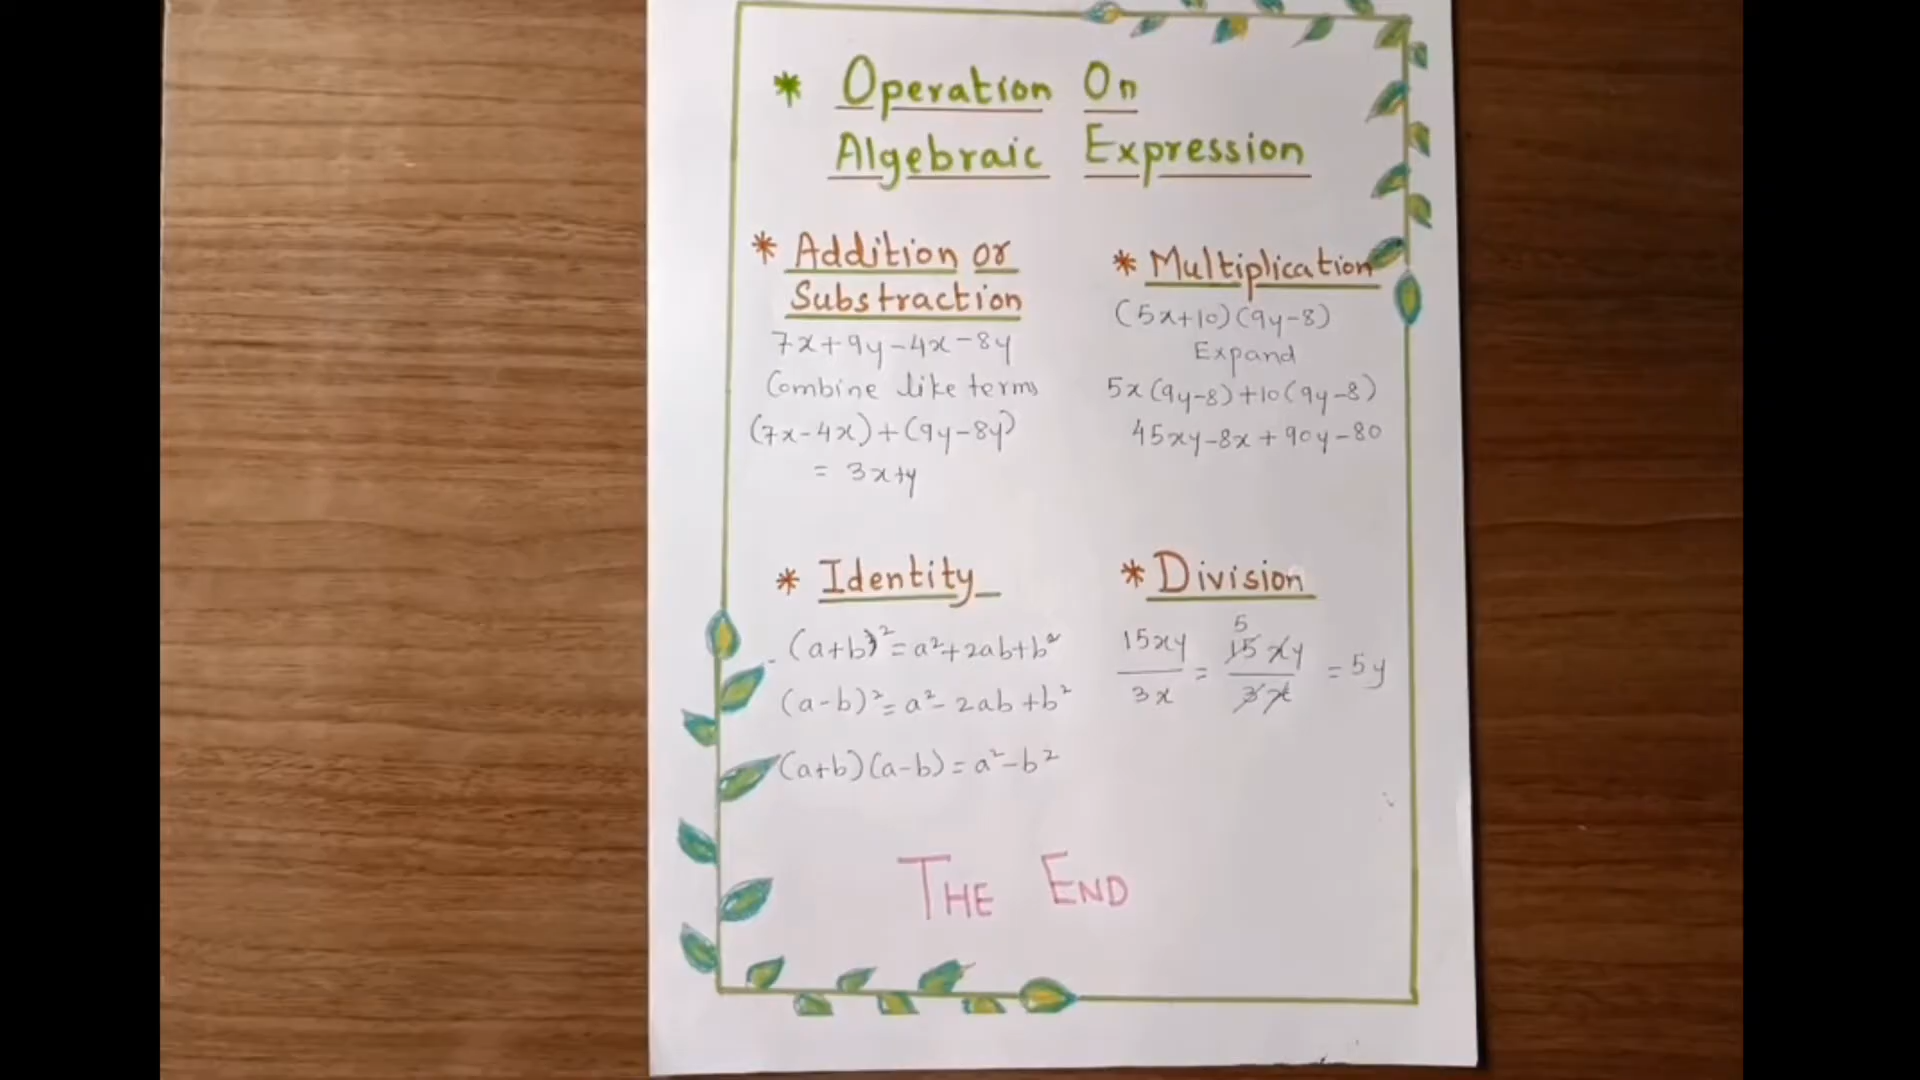 * Operation On
Algebraic Expression
* Addition or
Substraction
7x+9y-4x-8y
Combine like terms
(7x-4x)+(9y-8y)
= 3x+y
* Multiplication
(5x+10)(9y-8)
Expand
5x(9y-8)+10(9y-8)
45xy-8x+90y-80
* Identity
(a+b)²=a²+2ab+b²
(a-b)²=a²-2ab+b²
(a+b)(a-b)=a²-b²
* Division
15xy/3x = 15xy/3x 5 = 5y
THE END